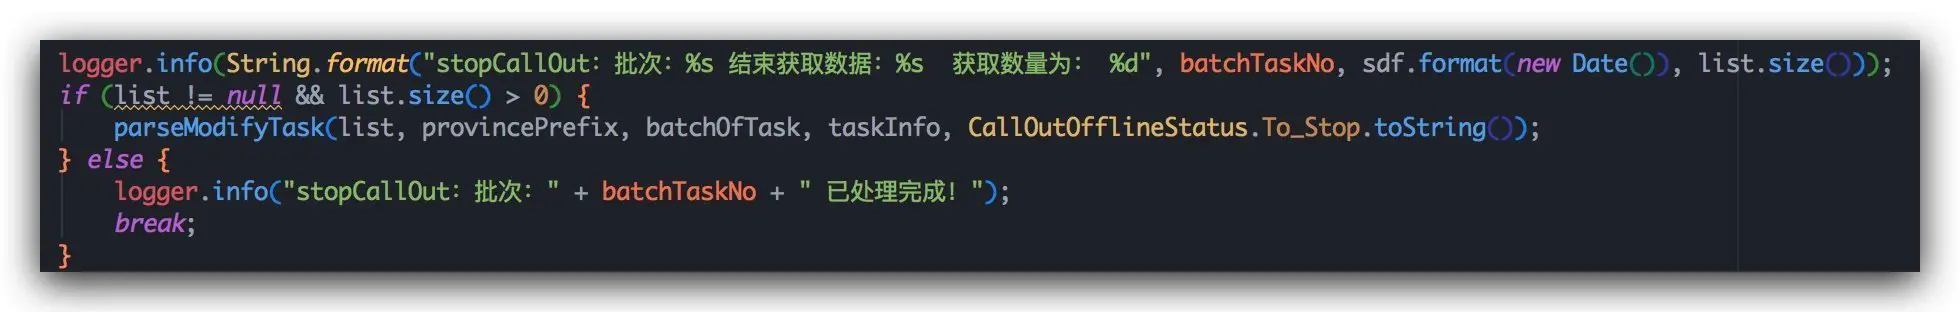 logger.info(String.format("stopCallOut：批次：%s 结束获取数据：%s  获取数量为： %d", batchTaskNo, sdf.format(new Date()), list.size()));
if (list != null && list.size() > 0) {
    parseModifyTask(list, provincePrefix, batchOfTask, taskInfo, CallOutOfflineStatus.To_Stop.toString());
} else {
    logger.info("stopCallOut：批次：" + batchTaskNo + " 已处理完成！");
    break;
}